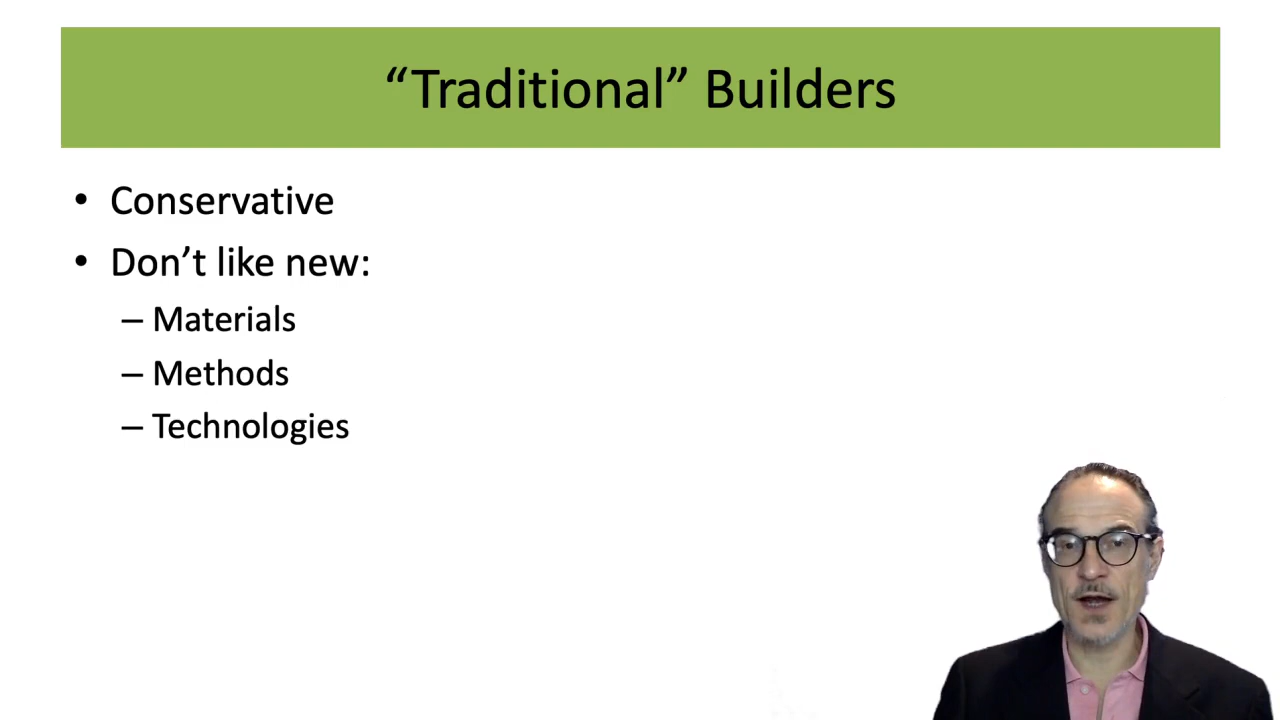 “Traditional” Builders
• Conservative
• Don’t like new:
– Materials
– Methods
– Technologies